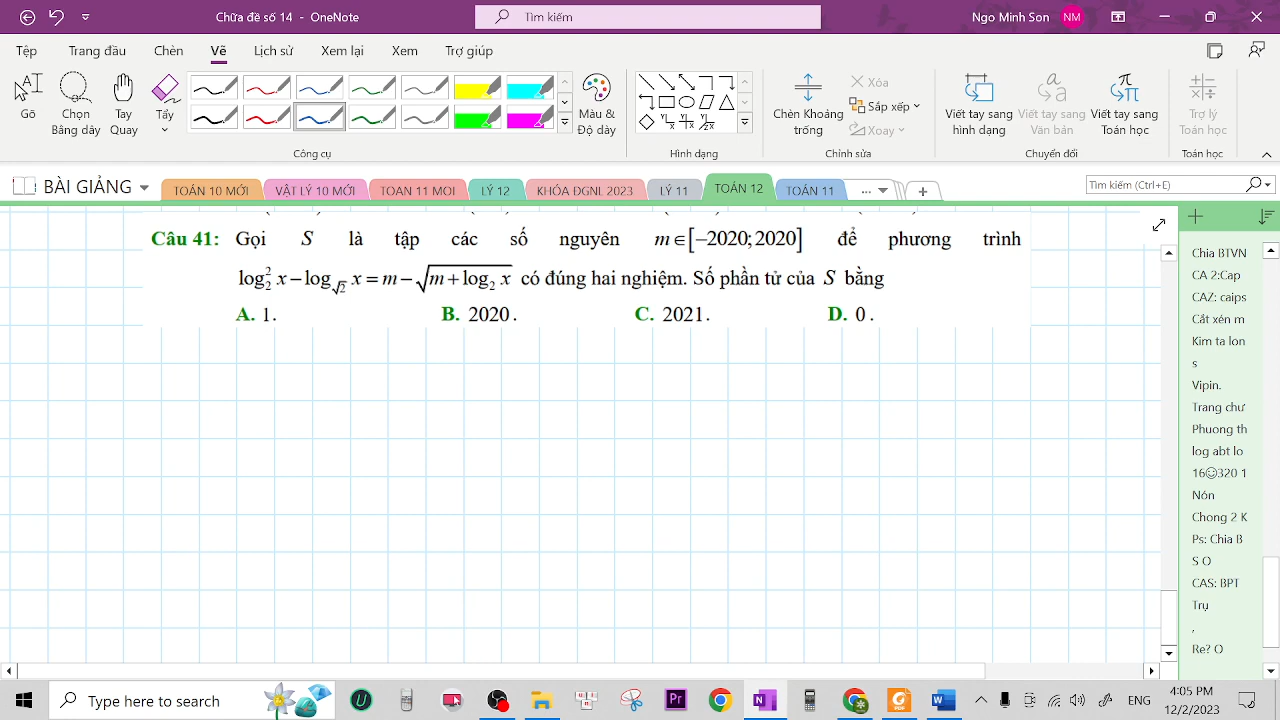 Chữa đề số 14 - OneNote
Tìm kiếm
Ngo Minh Son
NM
Tệp Trang đầu Chèn Vẽ Lịch sử Xem lại Xem Trợ giúp
Gõ
Chọn Bằng dây
Tay Quay
Tẩy
Màu & Độ dày
Chèn Khoảng trống
Xóa
Sắp xếp
Xoay
Viết tay sang hình dạng
Viết tay sang Văn bản
Viết tay sang Toán học
Tự lý Toán học
Công cụ
Hình dạng
Chỉnh sửa
Chuyển đổi
Toán học
BÀI GIẢNG
TOÁN 10 MỚI
VẬT LÝ 10 MỚI
TOAN 11 MOI
LÝ 12
KHÓA ĐGNL 2023
LÝ 11
TOÁN 12
TOÁN 11
...
Tìm kiếm (Ctrl+E)
Câu 41: Gọi S là tập các số nguyên m∈[−2020;2020] để phương trình
log₂² x − log_√2 x = m − √(m + log₂ x) có đúng hai nghiệm. Số phần tử của S bằng
A. 1. B. 2020. C. 2021. D. 0.
Chia BTVN
CA 2:Cap
CAZ: caips
Cắt xén m
Kim ta lon
s
Vipin.
Trang chư
Phuong th
log abt lo
16☺320 1
Nón
Chong 2 K
Ps: Chia B
S O
CAS: BPT
Trụ
,
Re? O
Type here to search
ENG
4:05 PM
12/2/2023